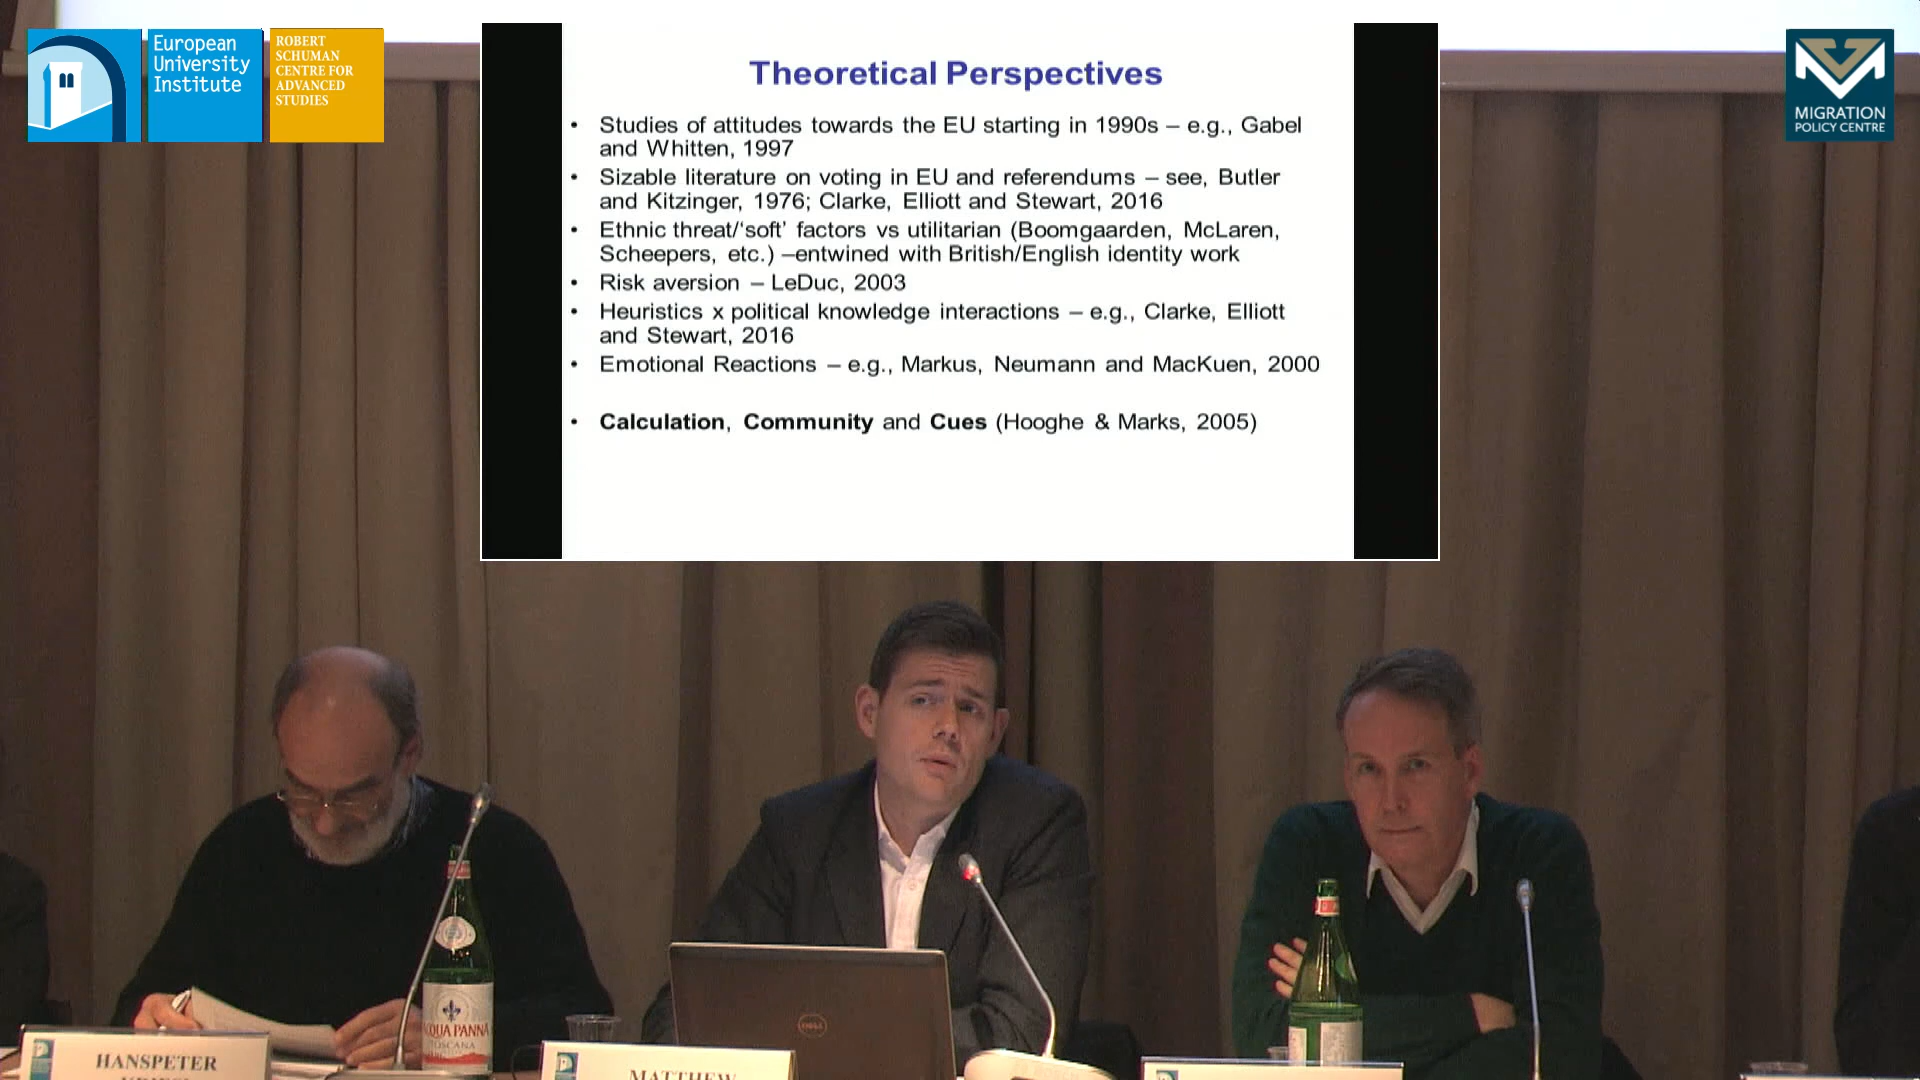 European
University
Institute
ROBERT
SCHUMAN
CENTRE FOR
ADVANCED
STUDIES
Theoretical Perspectives
• Studies of attitudes towards the EU starting in 1990s – e.g., Gabel
and Whitten, 1997
• Sizable literature on voting in EU and referendums – see, Butler
and Kitzinger, 1976; Clarke, Elliott and Stewart, 2016
• Ethnic threat/‘soft’ factors vs utilitarian (Boomgaarden, McLaren,
Scheepers, etc.) –entwined with British/English identity work
• Risk aversion – LeDuc, 2003
• Heuristics x political knowledge interactions – e.g., Clarke, Elliott
and Stewart, 2016
• Emotional Reactions – e.g., Markus, Neumann and MacKuen, 2000
• Calculation, Community and Cues (Hooghe & Marks, 2005)
MIGRATION
POLICY CENTRE
ACQUA PANNA
TOSCANA
DELL
HANSPETER
MATTHEW